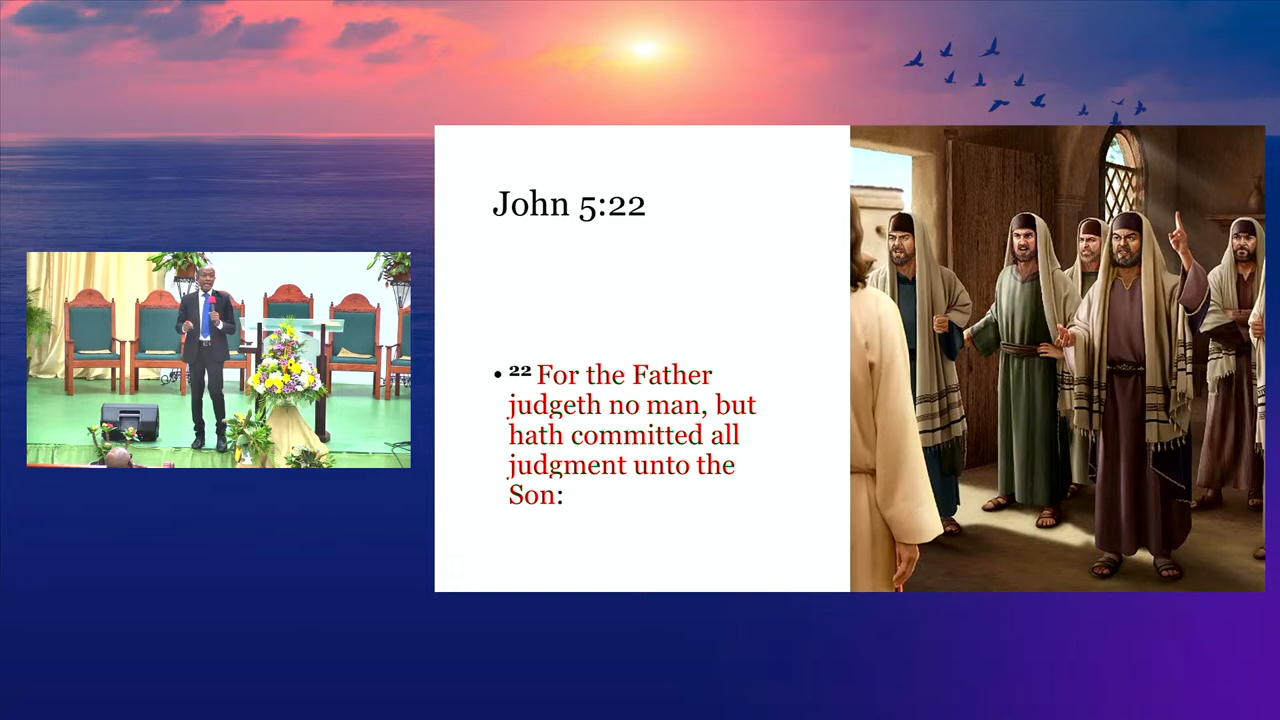 John 5:22
• 22 For the Father
judgeth no man, but
hath committed all
judgment unto the
Son: